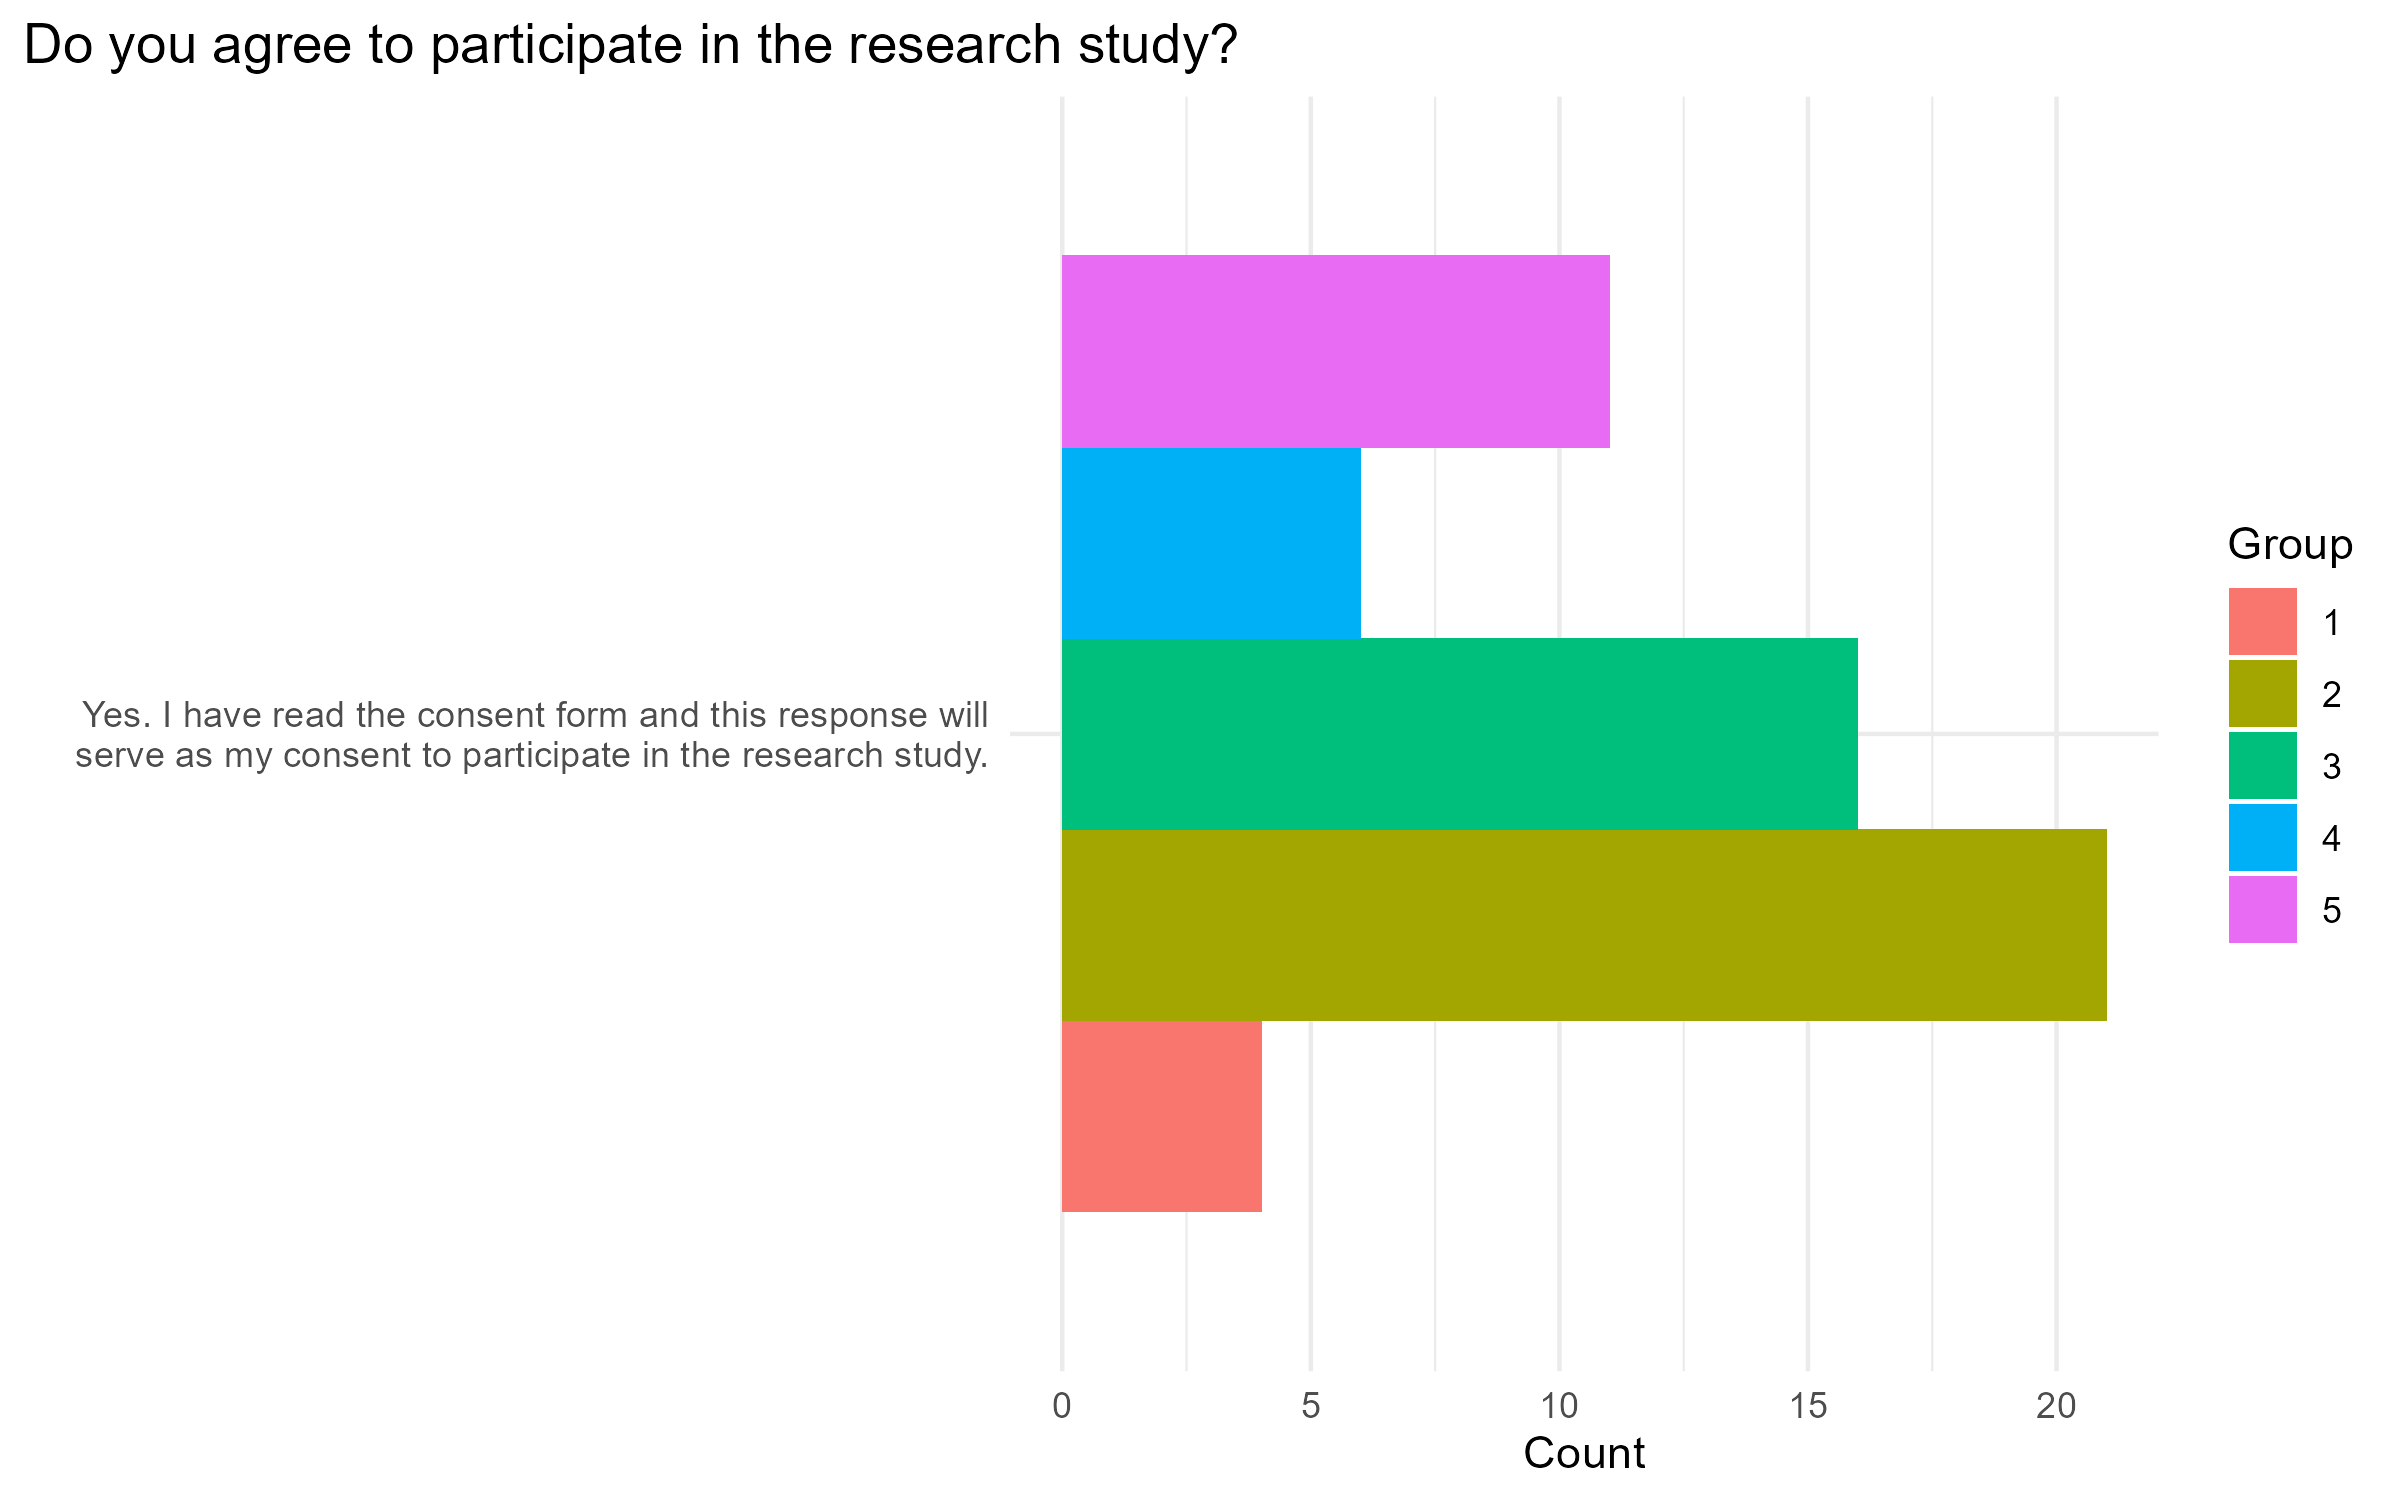 Do you agree to participate in the research study?
Yes. I have read the consent form and this response will
serve as my consent to participate in the research study.
0 5 10 15 20
Count
Group
1
2
3
4
5